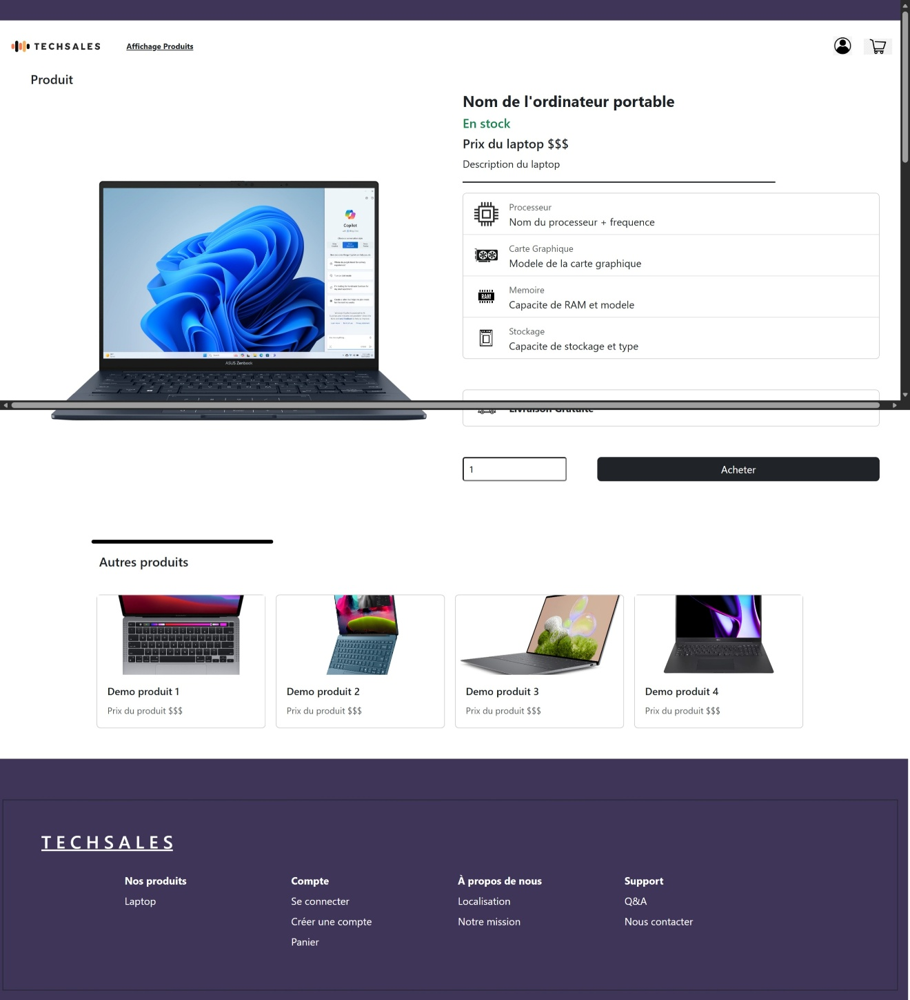 TECHSALES
Affichage Produits
Produit
Nom de l'ordinateur portable
En stock
Prix du laptop $$$
Description du laptop
Processeur
Nom du processeur + frequence
Carte Graphique
Modele de la carte graphique
Memoire
RAM
Capacite de RAM et modele
Stockage
Capacite de stockage et type
Copilot
ASUS Zenbook
Livraison Gratuite
1
Acheter
Autres produits
Demo produit 1
Prix du produit $$$
Demo produit 2
Prix du produit $$$
Demo produit 3
Prix du produit $$$
Demo produit 4
Prix du produit $$$
TECHSALES
Nos produits
Laptop
Compte
Se connecter
Créer une compte
Panier
À propos de nous
Localisation
Notre mission
Support
Q&A
Nous contacter